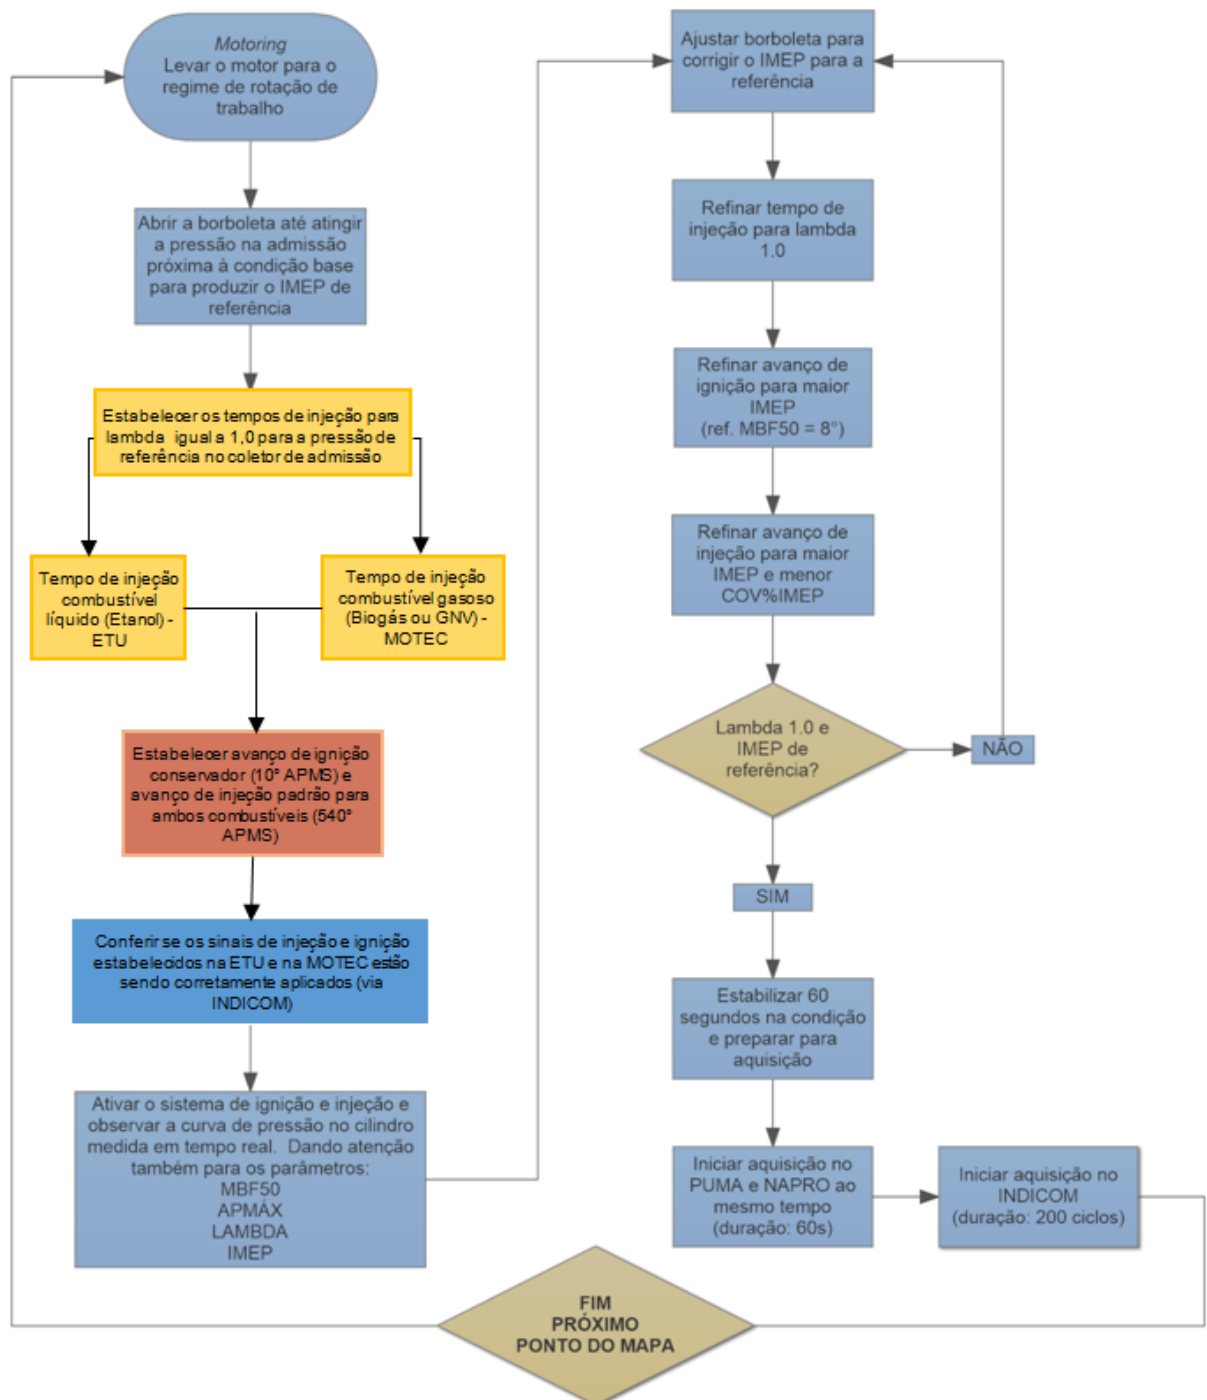 Motoring
Levar o motor para o
regime de rotação de
trabalho
Abrir a borboleta até atingir
a pressão na admissão
próxima à condição base
para produzir o IMEP de
referência
Estabelecer os tempos de injeção para
lambda igual a 1,0 para a pressão de
referência no coletor de admissão
Tempo de injeção
combustível
líquido (Etanol) -
ETU
Tempo de injeção
combustível gasoso
(Biogás ou GNV) -
MOTEC
Estabelecer avanço de ignição
conservador (10° APMS) e
avanço de injeção padrão para
ambos combustíveis (540°
APMS)
Conferir se os sinais de injeção e ignição
estabelecidos na ETU e na MOTEC estão
sendo corretamente aplicados (via
INDICOM)
Ativar o sistema de ignição e injeção e
observar a curva de pressão no cilindro
medida em tempo real. Dando atenção
também para os parâmetros:
MBF50
APMÁX
LAMBDA
IMEP
Ajustar borboleta para
corrigir o IMEP para a
referência
Refinar tempo de
injeção para lambda
1.0
Refinar avanço de
ignição para maior
IMEP
(ref. MBF50 = 8°)
Refinar avanço de
injeção para maior
IMEP e menor
COV%IMEP
Lambda 1.0 e
IMEP de
referência?
NÃO
SIM
Estabilizar 60
segundos na condição
e preparar para
aquisição
Iniciar aquisição no
PUMA e NAPRO ao
mesmo tempo
(duração: 60s)
Iniciar aquisição no
INDICOM
(duração: 200 ciclos)
FIM
PRÓXIMO
PONTO DO MAPA